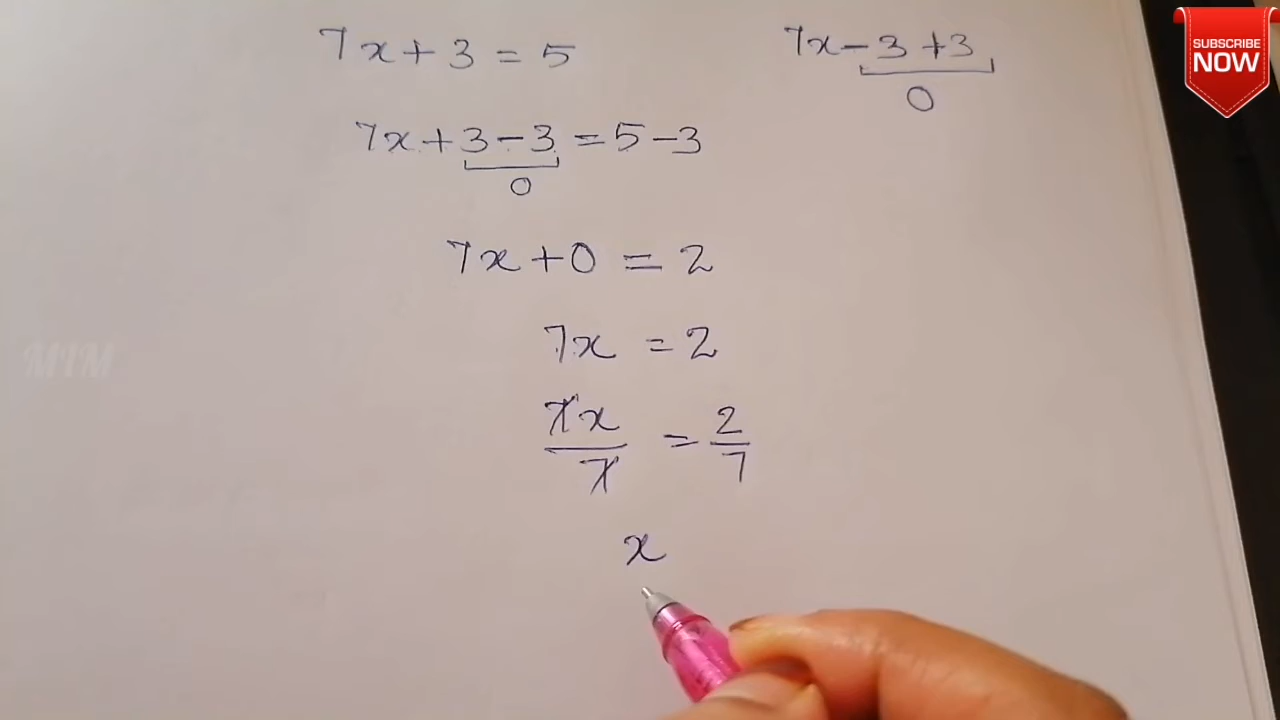 7x + 3 = 5
7x - 3 + 3
0
7x + 3 - 3 = 5 - 3
0
7x + 0 = 2
7x = 2
7x/7 = 2/7
x
SUBSCRIBE
NOW
MIM